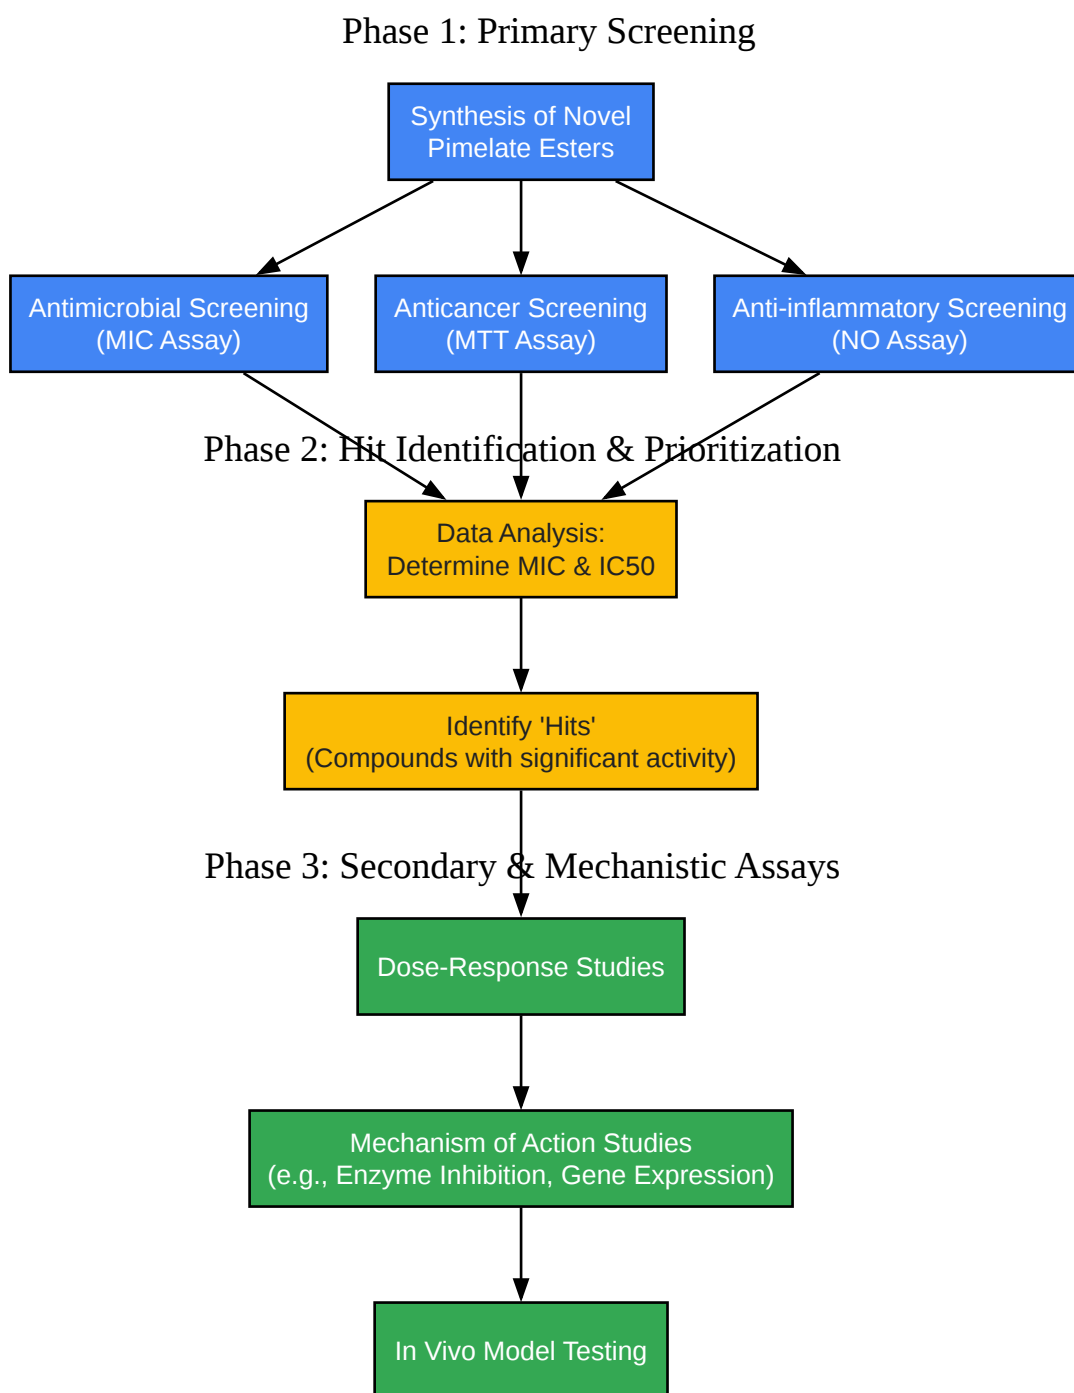 Phase 1: Primary Screening
Synthesis of Novel
Pimelate Esters
Antimicrobial Screening
(MIC Assay)
Anticancer Screening
(MTT Assay)
Anti-inflammatory Screening
(NO Assay)
Phase 2: Hit Identification & Prioritization
Data Analysis:
Determine MIC & IC50
Identify 'Hits'
(Compounds with significant activity)
Phase 3: Secondary & Mechanistic Assays
Dose-Response Studies
Mechanism of Action Studies
(e.g., Enzyme Inhibition, Gene Expression)
In Vivo Model Testing